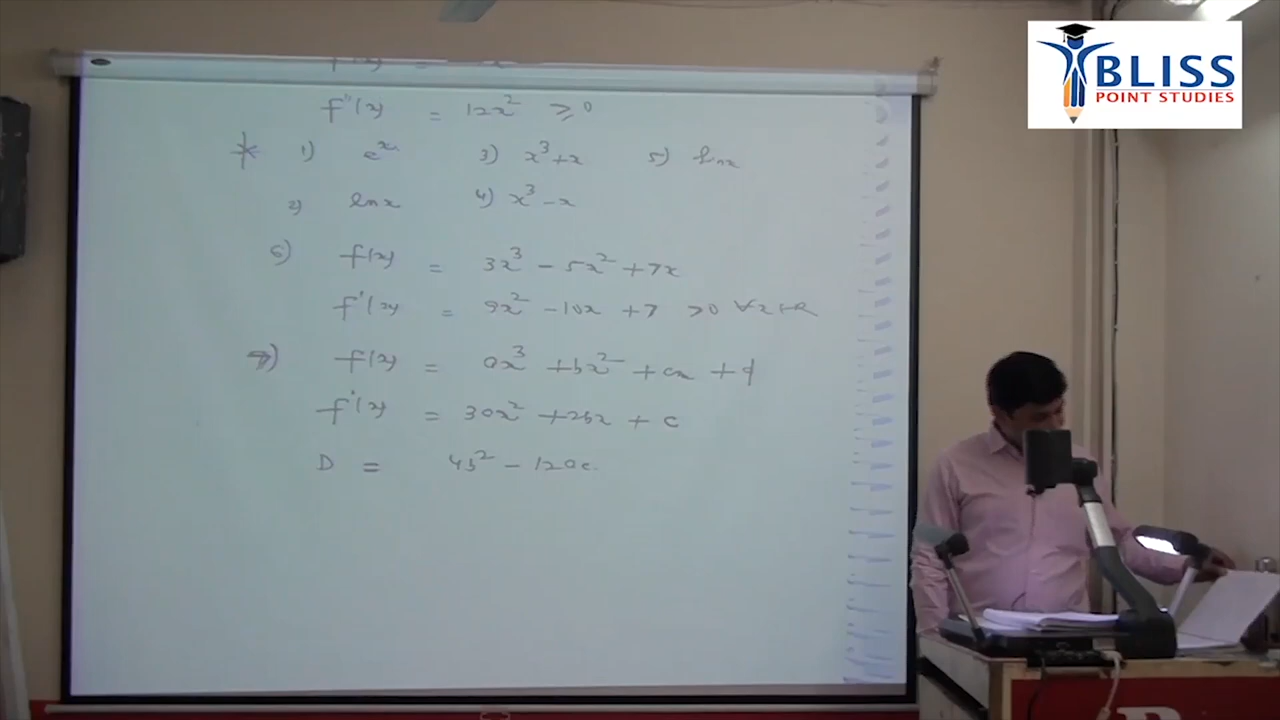 BLISS
POINT STUDIES
f''(x) = 12x² ≥ 0
* 1) eˣ 3) x³+x 5) sinx
2) ln x 4) x³ - x
6) f(x) = 3x³ - 5x² + 7x
f'(x) = 9x² - 10x + 7 >0 ∀x∈R
7) f(x) = ax³ + bx² + cx + d
f'(x) = 3ax² + 2bx + c
D = 4b² - 12ac